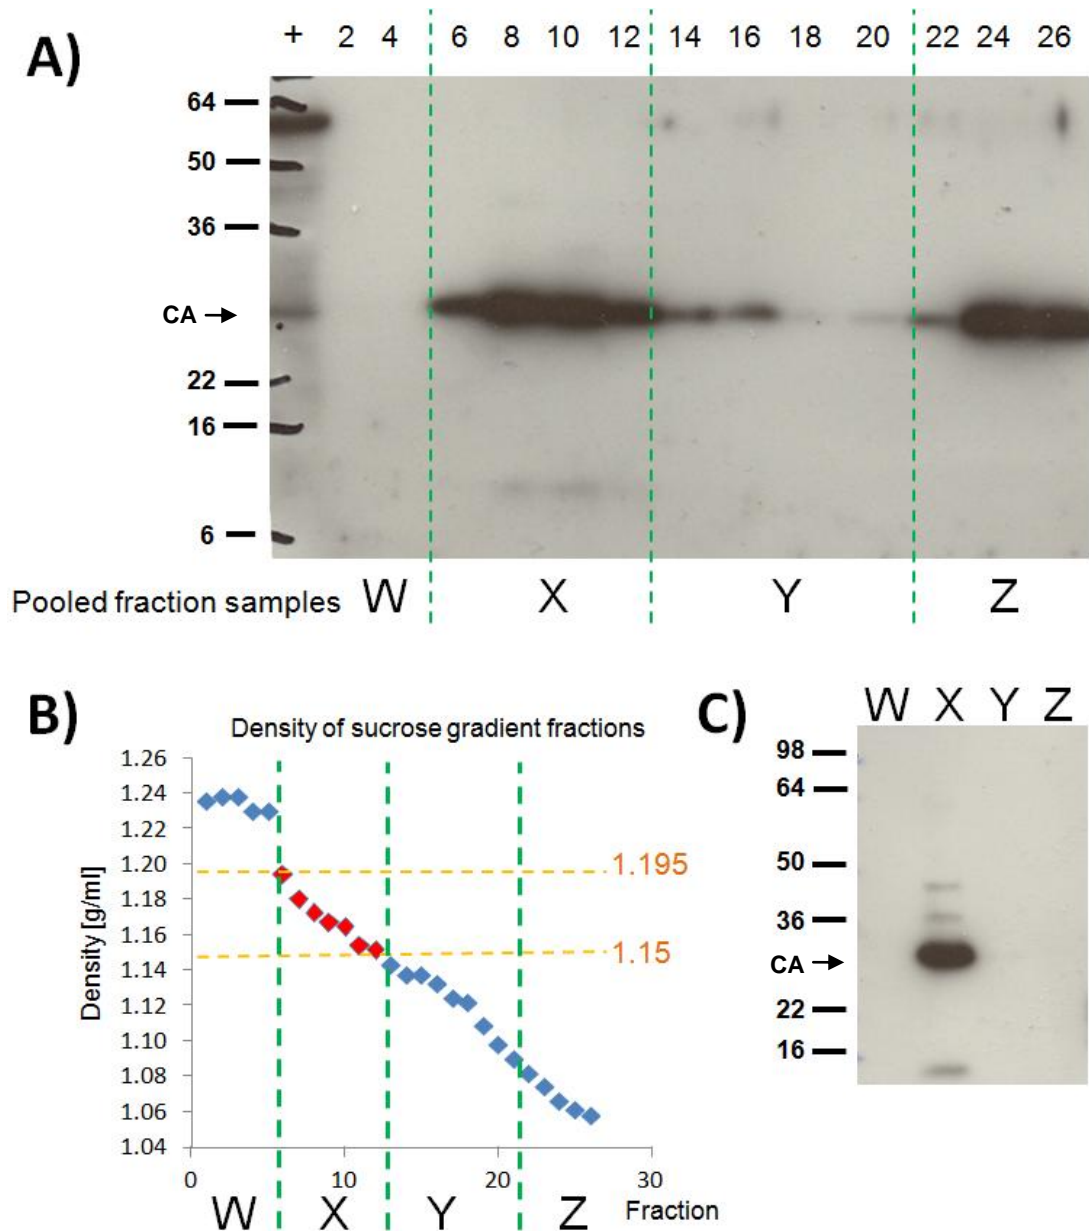 A)
+ 2 4 6 8 10 12 14 16 18 20 22 24 26
64
50
36
CA
22
16
6
Pooled fraction samples W X Y Z
B)
Density of sucrose gradient fractions
Density [g/ml]
1.26
1.24
1.22
1.20
1.18
1.16
1.14
1.12
1.10
1.08
1.06
1.04
1.195
1.15
0 10 20 30
W X Y Z Fraction
C)
W X Y Z
98
64
50
36
CA
22
16